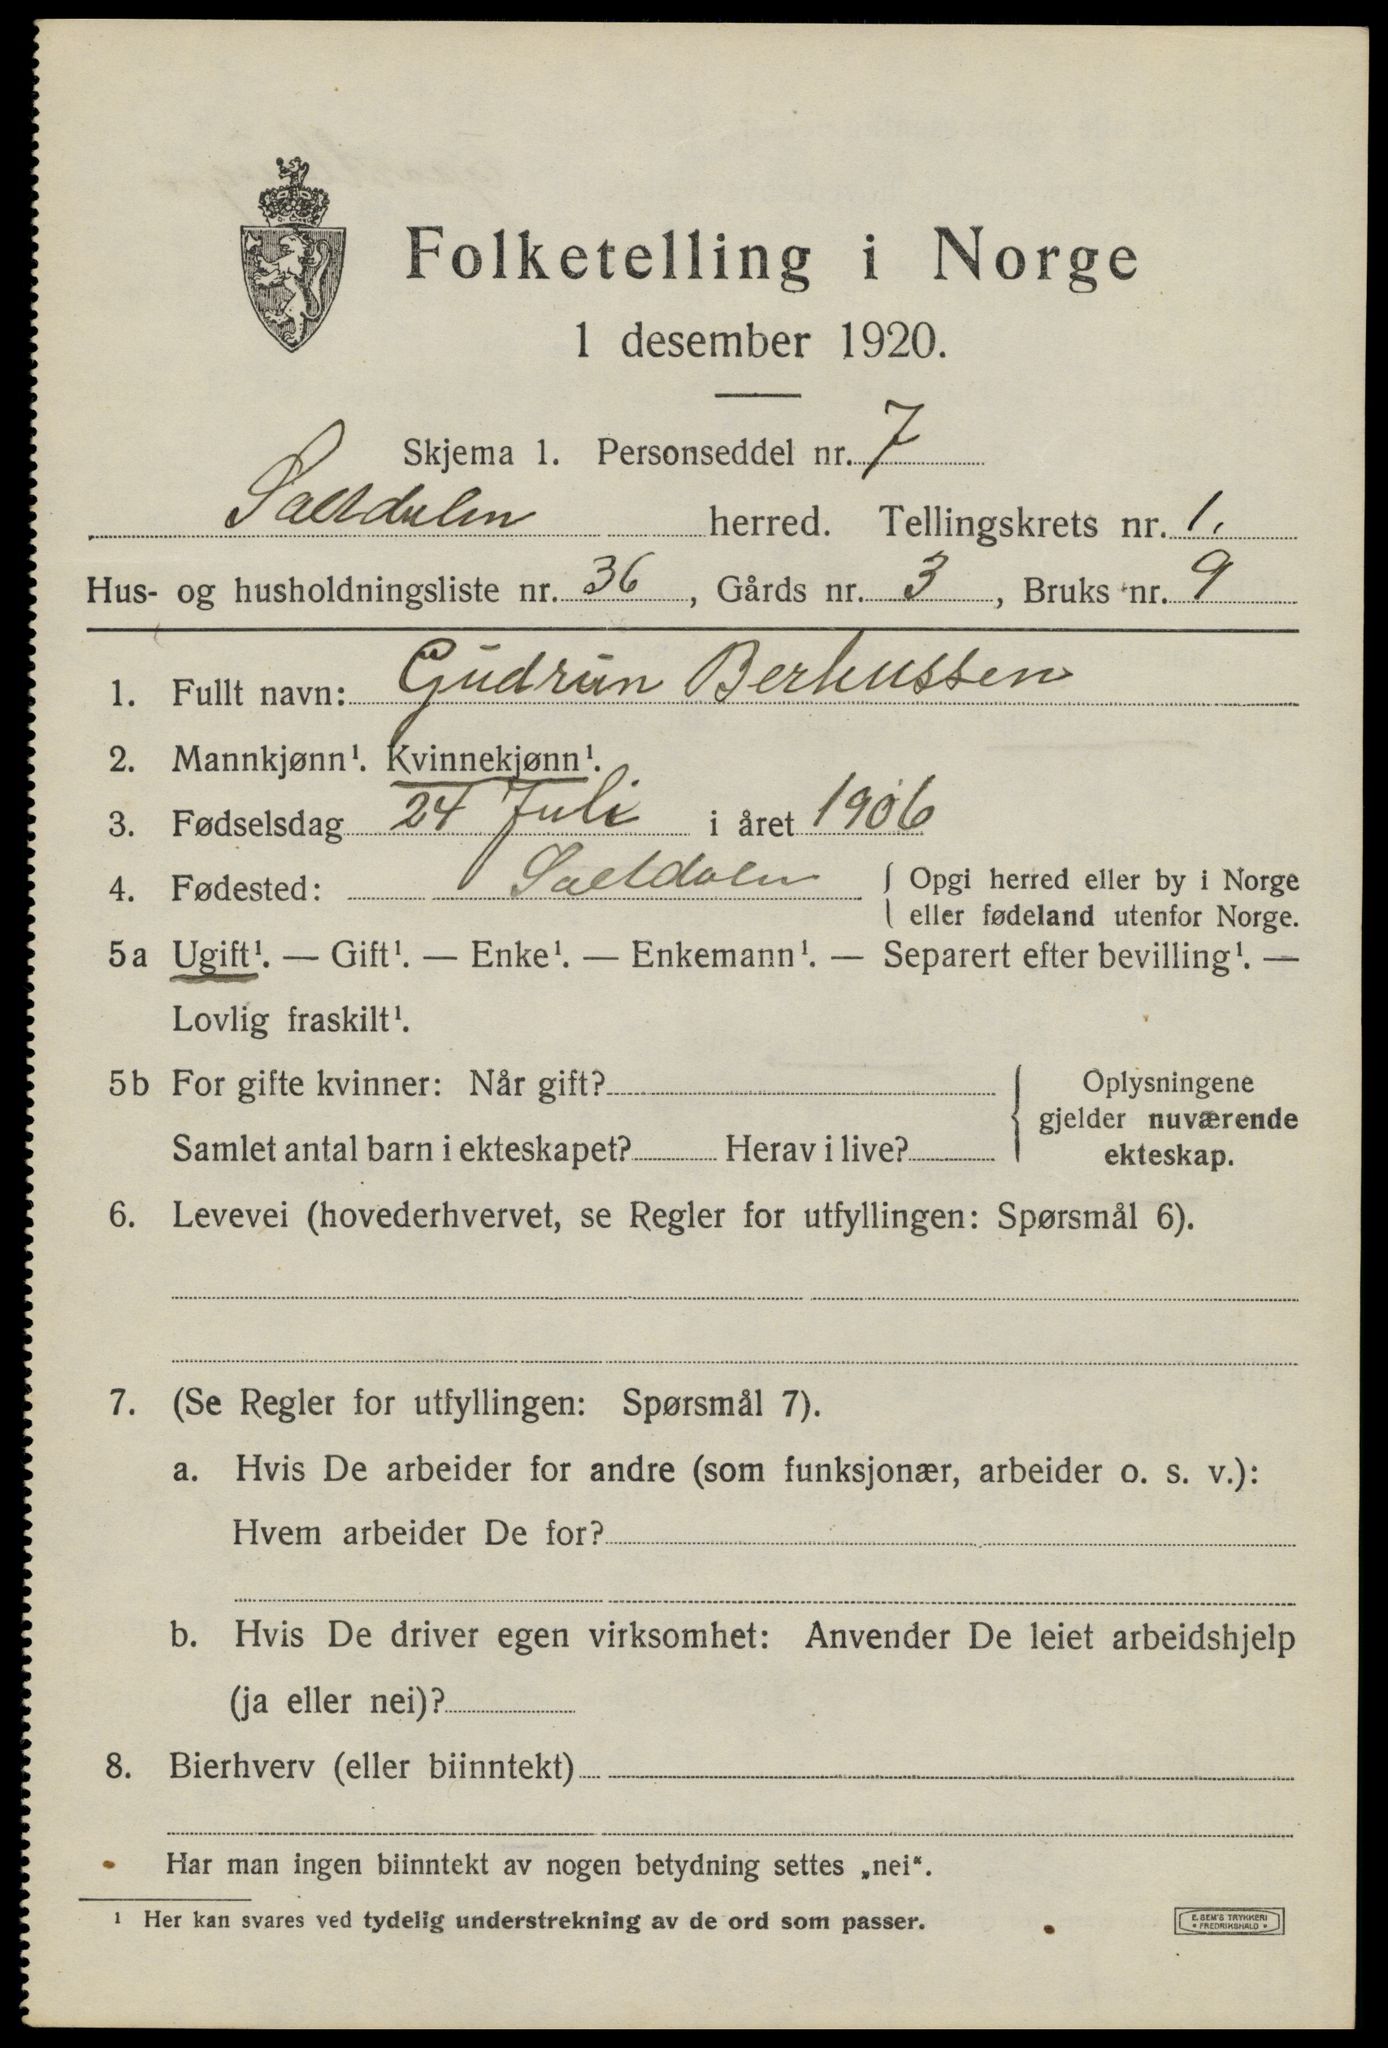 Folketelling i Norge
1 desember 1920.
Skjema 1. Personseddel nr. 7
Saltdalen herred. Tellingskrets nr. 1.
Hus- og husholdningsliste nr. 36, Gårds nr. 3, Bruks nr. 9
1. Fullt navn: Gudrun Berhussen
2. Mannkjønn¹. Kvinnekjønn¹.
3. Fødselsdag 24 Juli i året 1906
4. Fødested: Saltdalen { Opgi herred eller by i Norge
eller fødeland utenfor Norge.
5a Ugift¹. — Gift¹. — Enke¹. — Enkemann¹. — Separert efter bevilling¹. —
Lovlig fraskilt¹.
5b For gifte kvinner: Når gift? { Oplysningene
gjelder nuværende
Samlet antal barn i ekteskapet? Herav i live? ekteskap.
6. Levevei (hovederhvervet, se Regler for utfyllingen: Spørsmål 6).
7. (Se Regler for utfyllingen: Spørsmål 7).
a. Hvis De arbeider for andre (som funksjonær, arbeider o. s. v.):
Hvem arbeider De for?
b. Hvis De driver egen virksomhet: Anvender De leiet arbeidshjelp
(ja eller nei)?
8. Bierhverv (eller biinntekt)
Har man ingen biinntekt av nogen betydning settes „nei“.
¹ Her kan svares ved tydelig understrekning av de ord som passer.
E. SEM'S TRYKKERI
• FREDRIKSHALD •